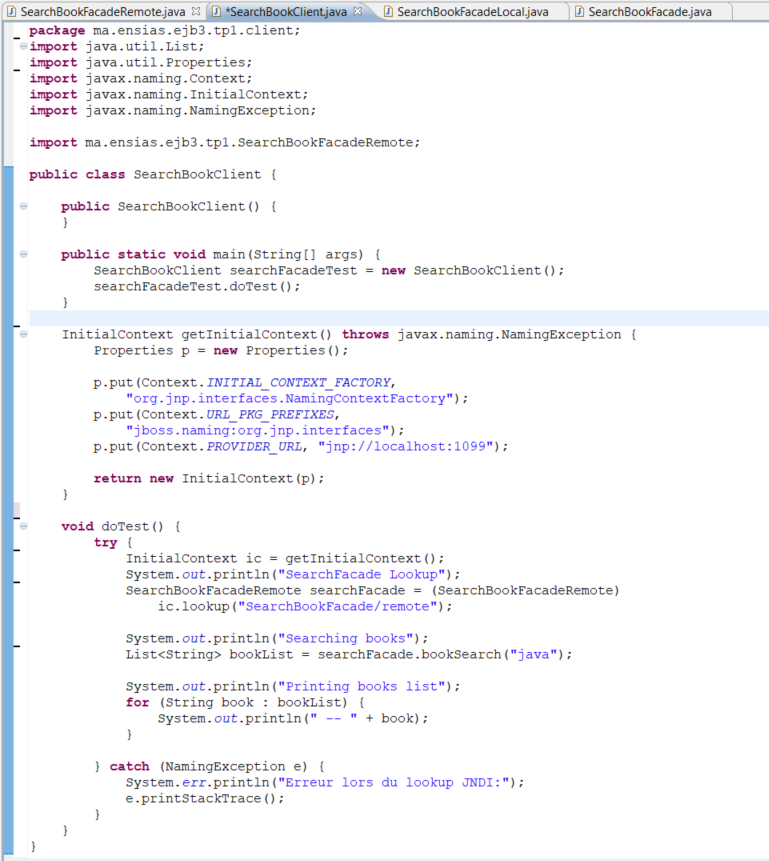 SearchBookFacadeRemote.java *SearchBookClient.java SearchBookFacadeLocal.java SearchBookFacade.java
package ma.ensias.ejb3.tp1.client;
import java.util.List;
import java.util.Properties;
import javax.naming.Context;
import javax.naming.InitialContext;
import javax.naming.NamingException;

import ma.ensias.ejb3.tp1.SearchBookFacadeRemote;

public class SearchBookClient {

    public SearchBookClient() {
    }

    public static void main(String[] args) {
        SearchBookClient searchFacadeTest = new SearchBookClient();
        searchFacadeTest.doTest();
    }

    InitialContext getInitialContext() throws javax.naming.NamingException {
        Properties p = new Properties();

        p.put(Context.INITIAL_CONTEXT_FACTORY,
            "org.jnp.interfaces.NamingContextFactory");
        p.put(Context.URL_PKG_PREFIXES,
            "jboss.naming:org.jnp.interfaces");
        p.put(Context.PROVIDER_URL, "jnp://localhost:1099");

        return new InitialContext(p);
    }

    void doTest() {
        try {
            InitialContext ic = getInitialContext();
            System.out.println("SearchFacade Lookup");
            SearchBookFacadeRemote searchFacade = (SearchBookFacadeRemote)
                ic.lookup("SearchBookFacade/remote");

            System.out.println("Searching books");
            List<String> bookList = searchFacade.bookSearch("java");

            System.out.println("Printing books list");
            for (String book : bookList) {
                System.out.println(" -- " + book);
            }

        } catch (NamingException e) {
            System.err.println("Erreur lors du lookup JNDI:");
            e.printStackTrace();
        }
    }
}